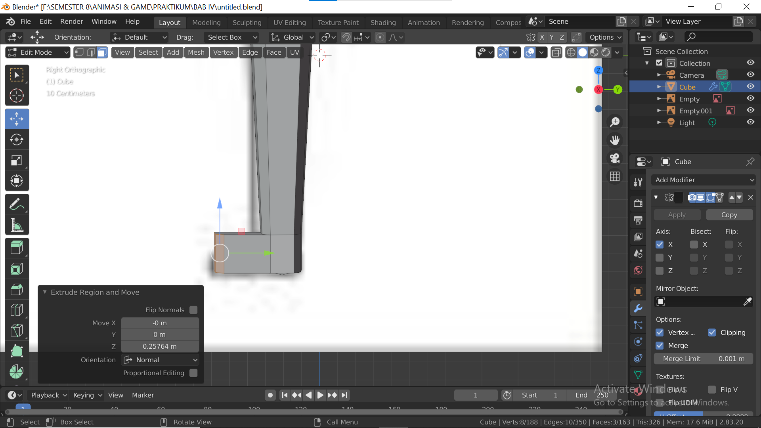 Blender* [F:\SEMESTER 8\ANIMASI & GAME\PRAKTIKUM\BAB IV\untitled.blend]
File Edit Render Window Help Layout Modeling Sculpting UV Editing Texture Paint Shading Animation Rendering Compos Scene View Layer
Orientation: Default Drag: Select Box Global Options
Edit Mode View Select Add Mesh Vertex Edge Face UV X Y Z
Right Orthographic
(1) Cube
10 Centimeters
Z
Y
Scene Collection
Collection
Camera
Cube
Empty
Empty.001
Light
Cube
Add Modifier
Apply Copy
Axis: Bisect: Flip:
X X X
Y Y Y
Z Z Z
Mirror Object:
Options:
Vertex ... Clipping
Merge
Merge Limit 0.001 m
Textures:
Flip U Flip V
Extrude Region and Move
Flip Normals
Move X -0 m
Y 0 m
Z 0.25764 m
Orientation Normal
Proportional Editing
Activate Windows
Go to Settings to activate Windows.
Playback Keying View Marker 1 Start 1 End 250
Select Box Select Rotate View Call Menu
Cube | Verts:8/188 | Edges:10/350 | Faces:3/163 | Tris:326 | Mem: 17.6 MiB | 2.83.20